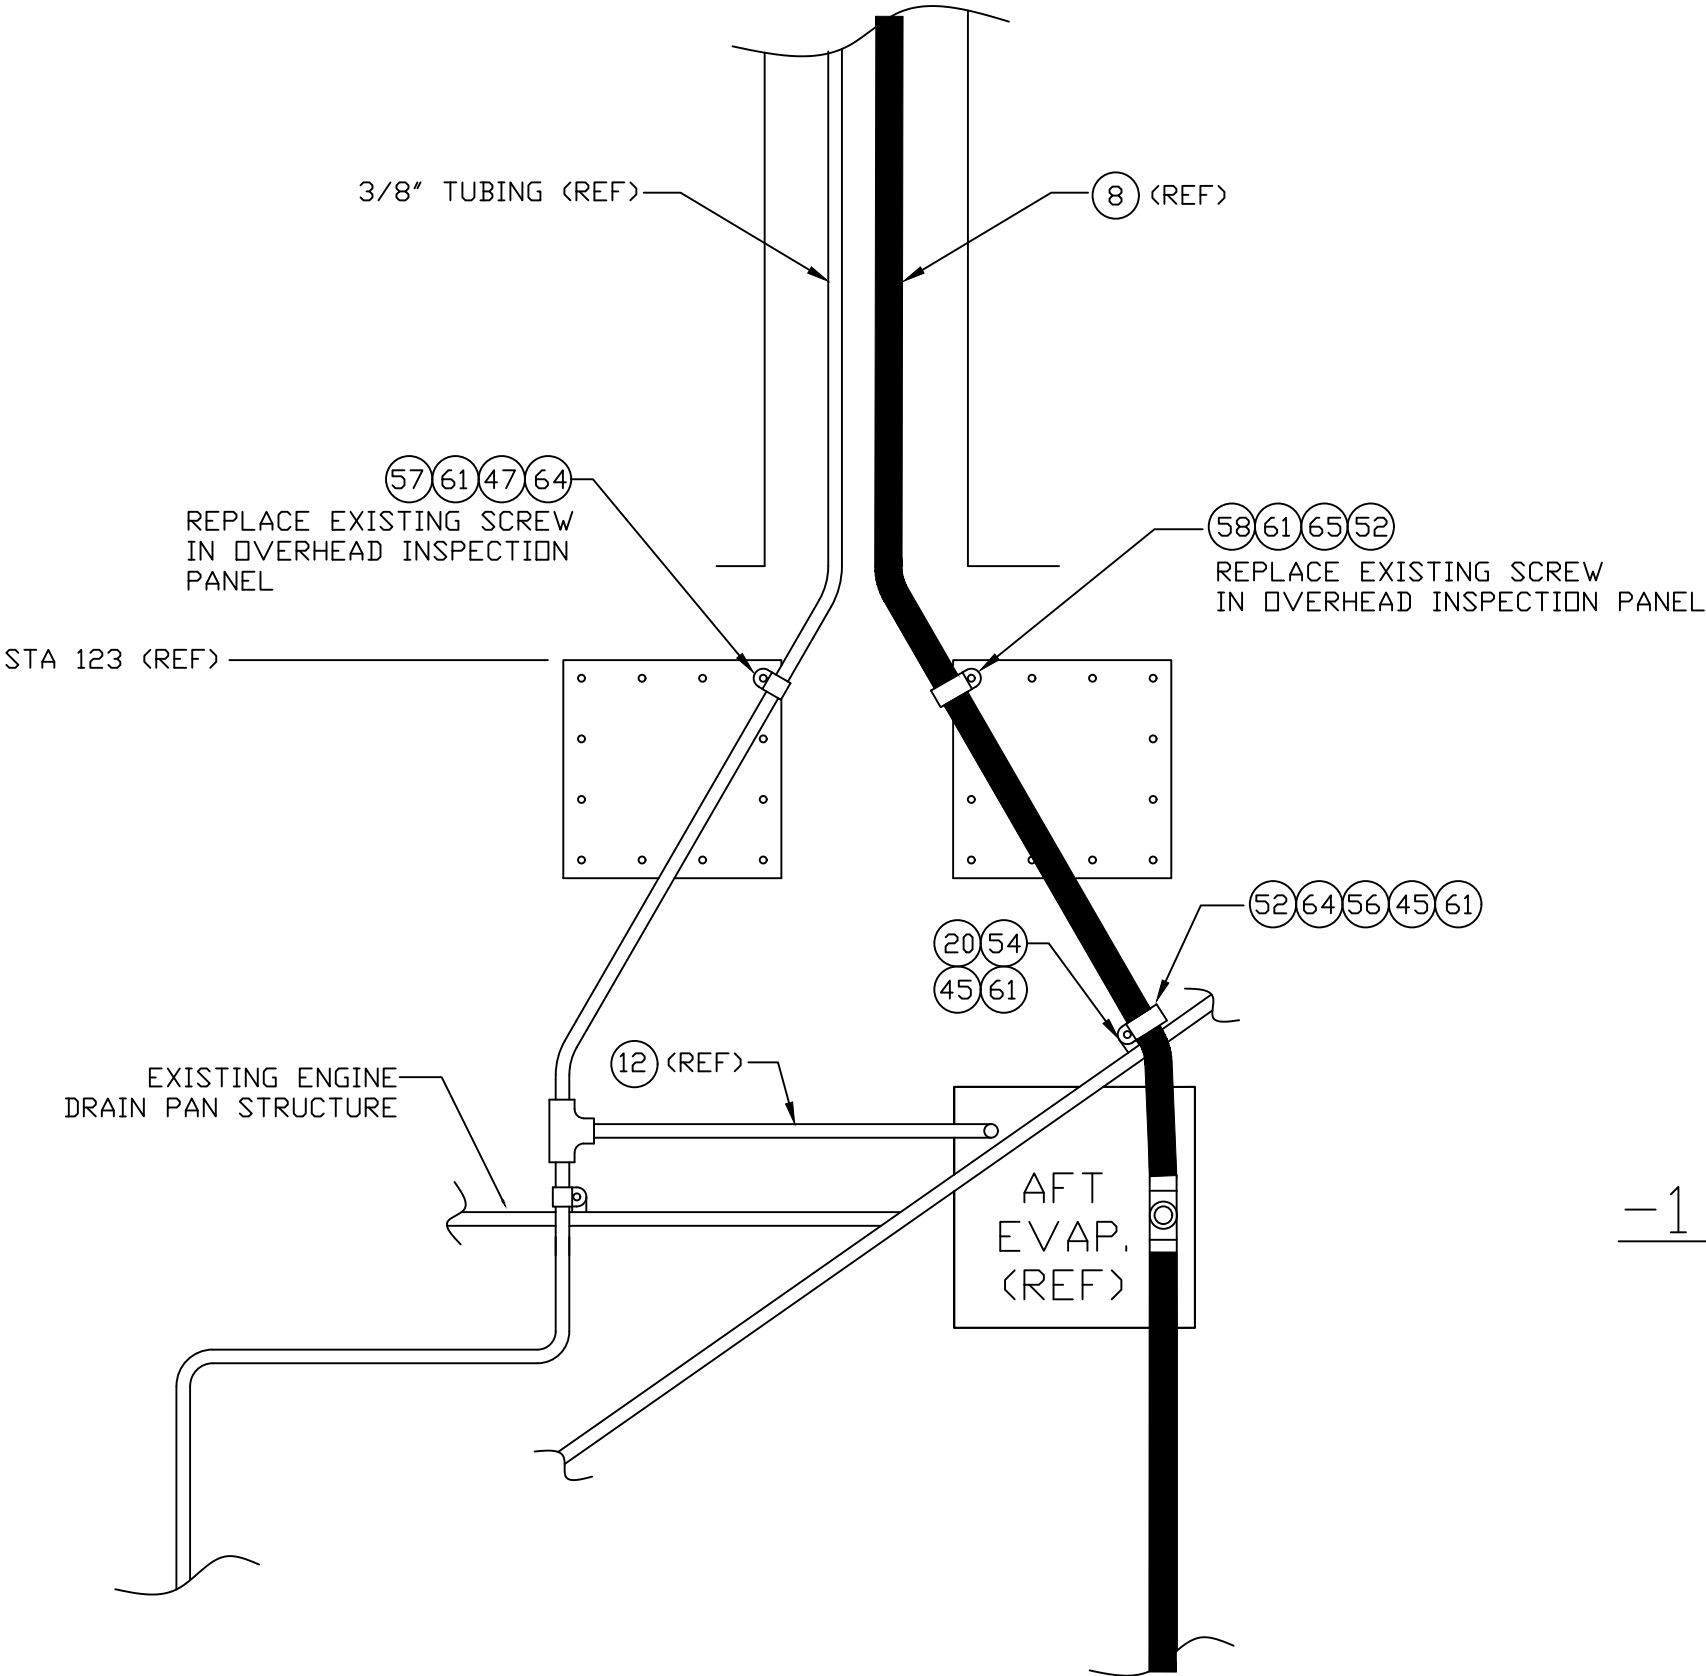 3/8" TUBING (REF)
8 (REF)
57 61 47 64
REPLACE EXISTING SCREW
IN OVERHEAD INSPECTION
PANEL
58 61 65 52
REPLACE EXISTING SCREW
IN OVERHEAD INSPECTION PANEL
STA 123 (REF)
52 64 56 45 61
20 54
45 61
12 (REF)
EXISTING ENGINE
DRAIN PAN STRUCTURE
AFT
EVAP.
(REF)
-1